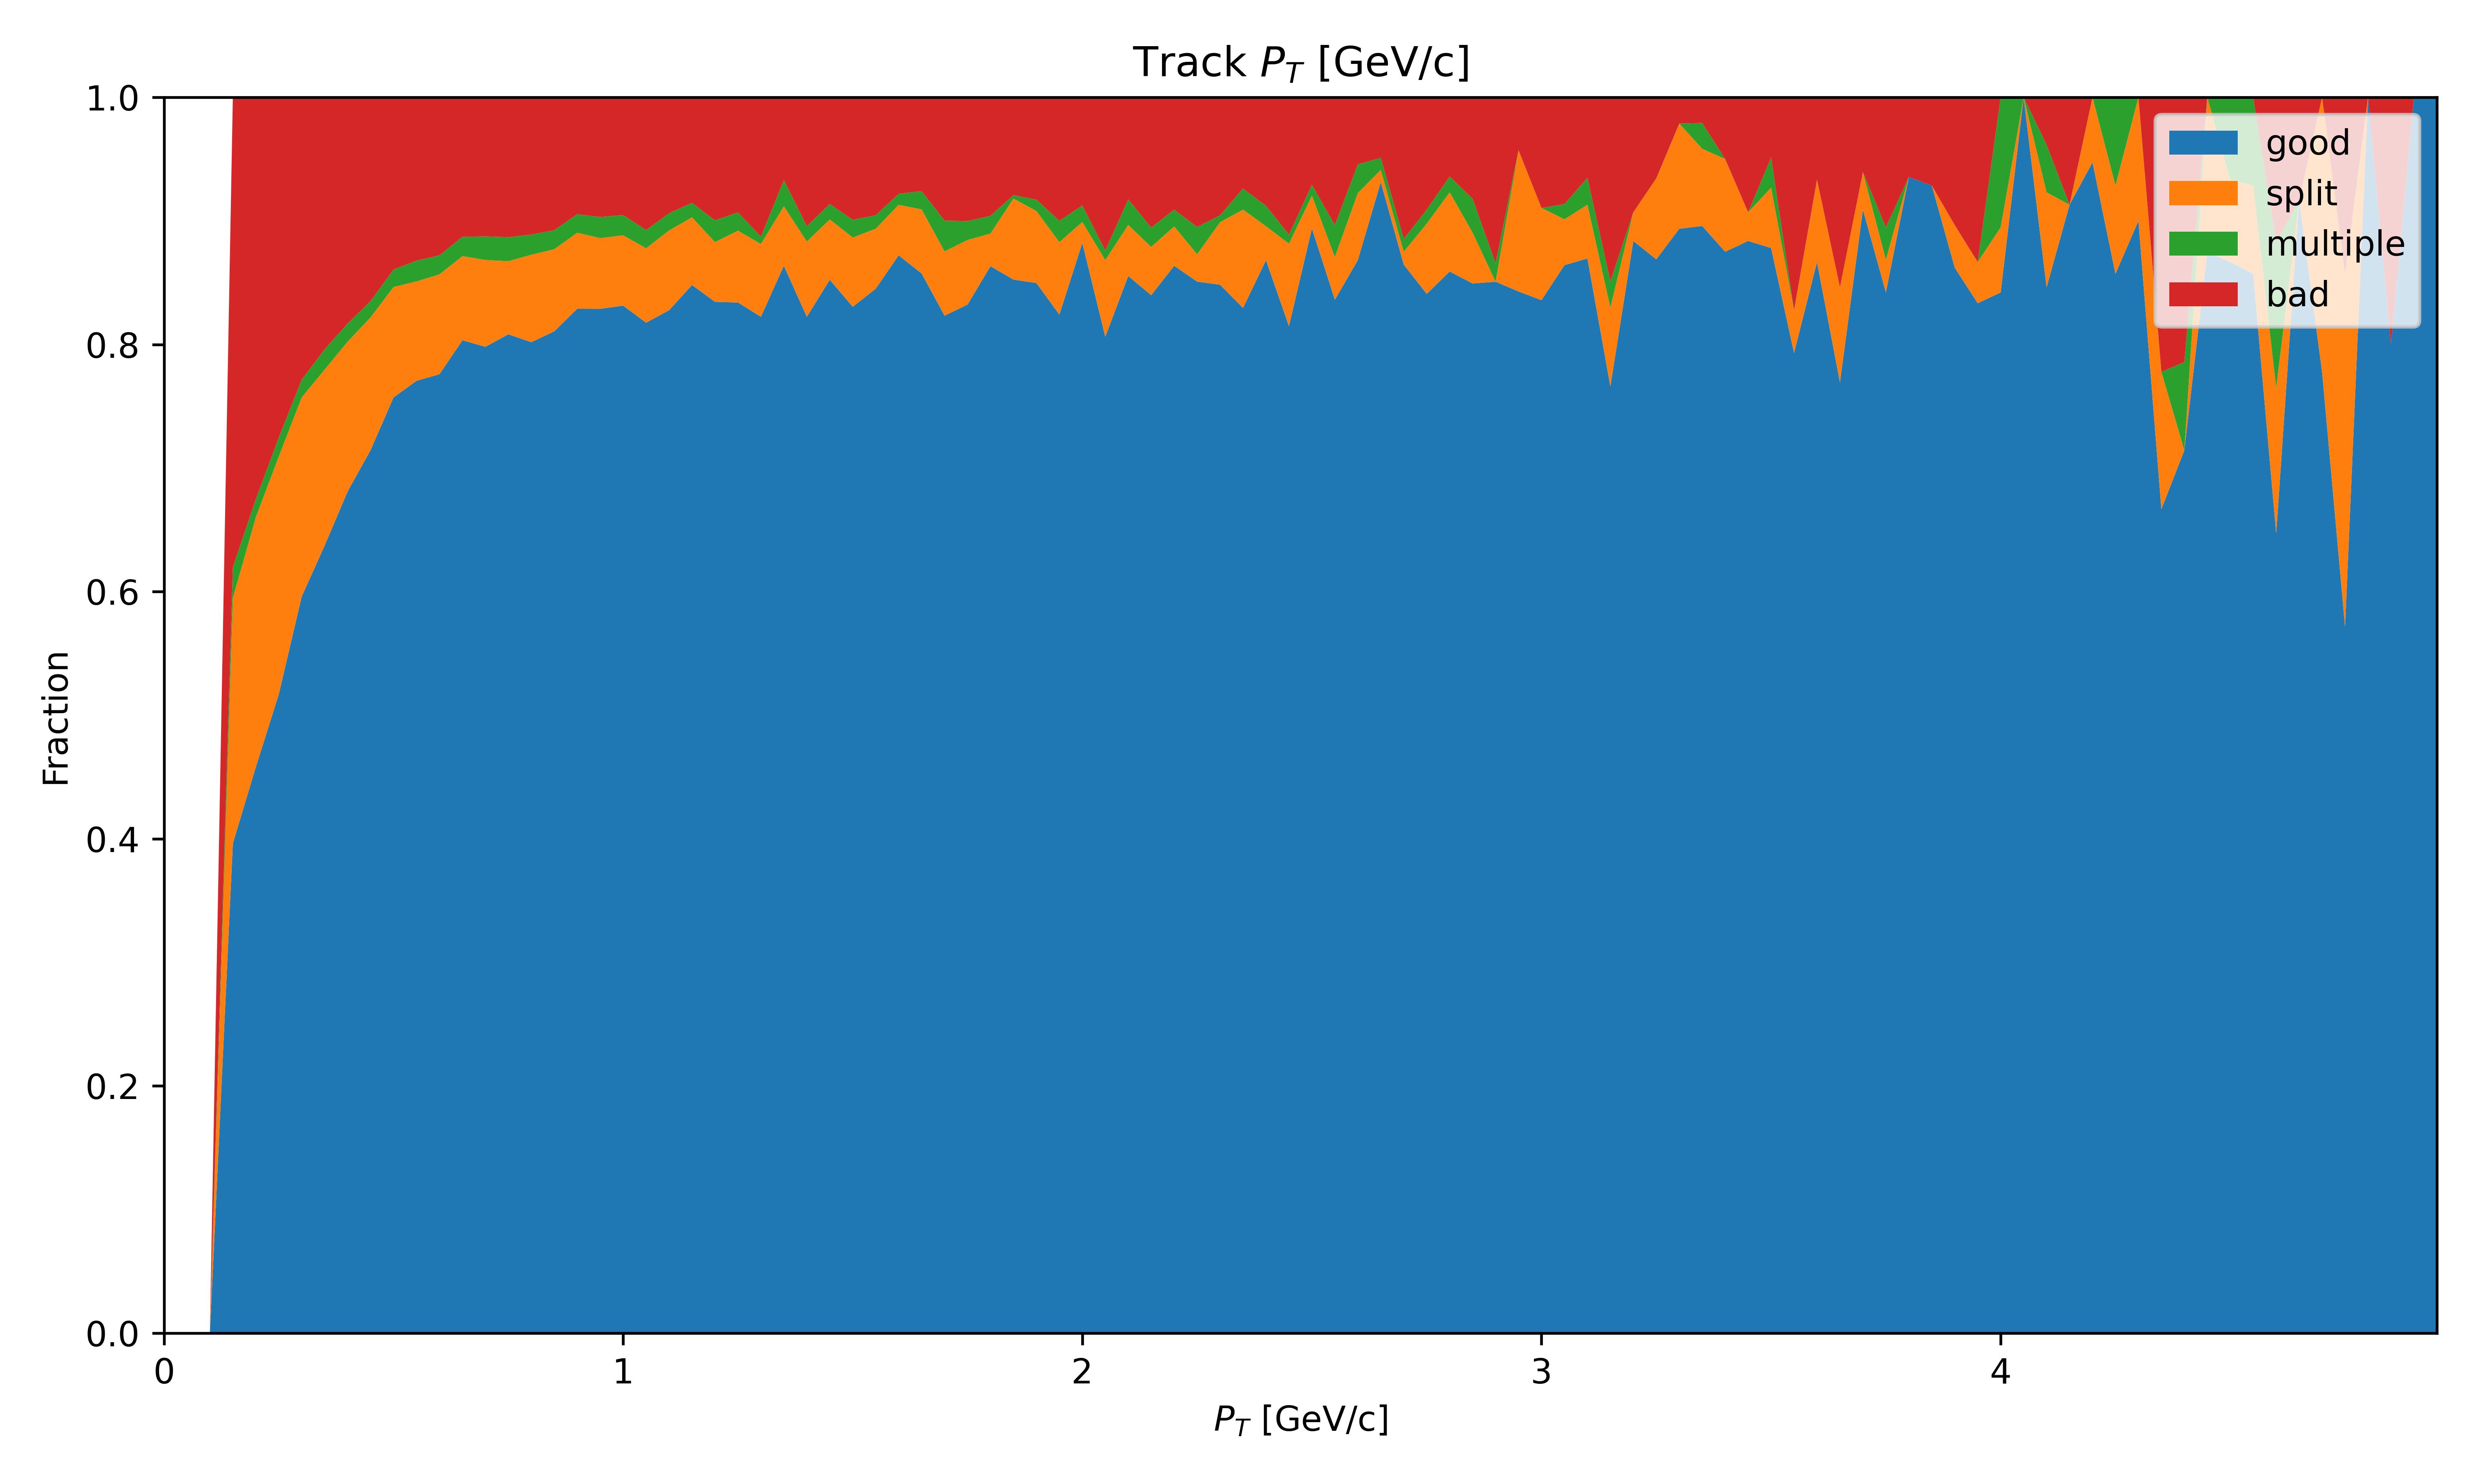 Track P_T [GeV/c]
1.0
0.8
0.6
0.4
0.2
0.0
Fraction
good
split
multiple
bad
0 1 2 3 4
P_T [GeV/c]